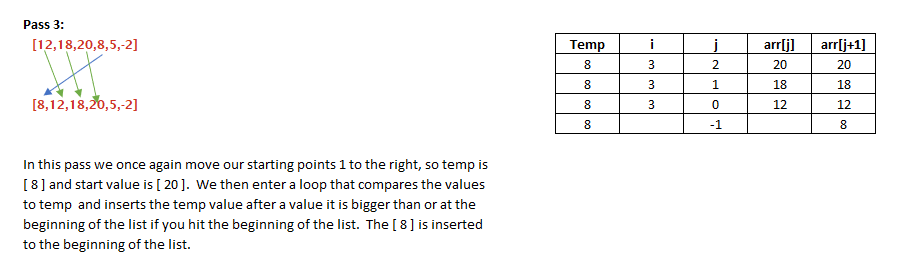 Pass 3:
[12,18,20,8,5,-2]
[8,12,18,20,5,-2]
Temp i j arr[j] arr[j+1]
8 3 2 20 20
8 3 1 18 18
8 3 0 12 12
8 -1 8
In this pass we once again move our starting points 1 to the right, so temp is
[ 8 ] and start value is [ 20 ].  We then enter a loop that compares the values
to temp  and inserts the temp value after a value it is bigger than or at the
beginning of the list if you hit the beginning of the list.  The [ 8 ] is inserted
to the beginning of the list.